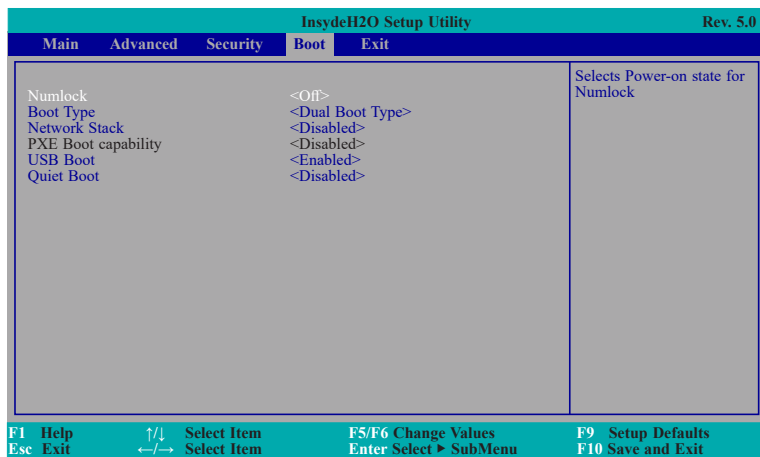 InsydeH2O Setup Utility Rev. 5.0
Main Advanced Security Boot Exit
Numlock <Off>
Boot Type <Dual Boot Type>
Network Stack <Disabled>
PXE Boot capability <Disable>
USB Boot <Enabled>
Quiet Boot <Disabled>
Selects Power-on state for
Numlock
F1 Help ↑/↓ Select Item F5/F6 Change Values F9 Setup Defaults
Esc Exit ←/→ Select Item Enter Select ▶ SubMenu F10 Save and Exit